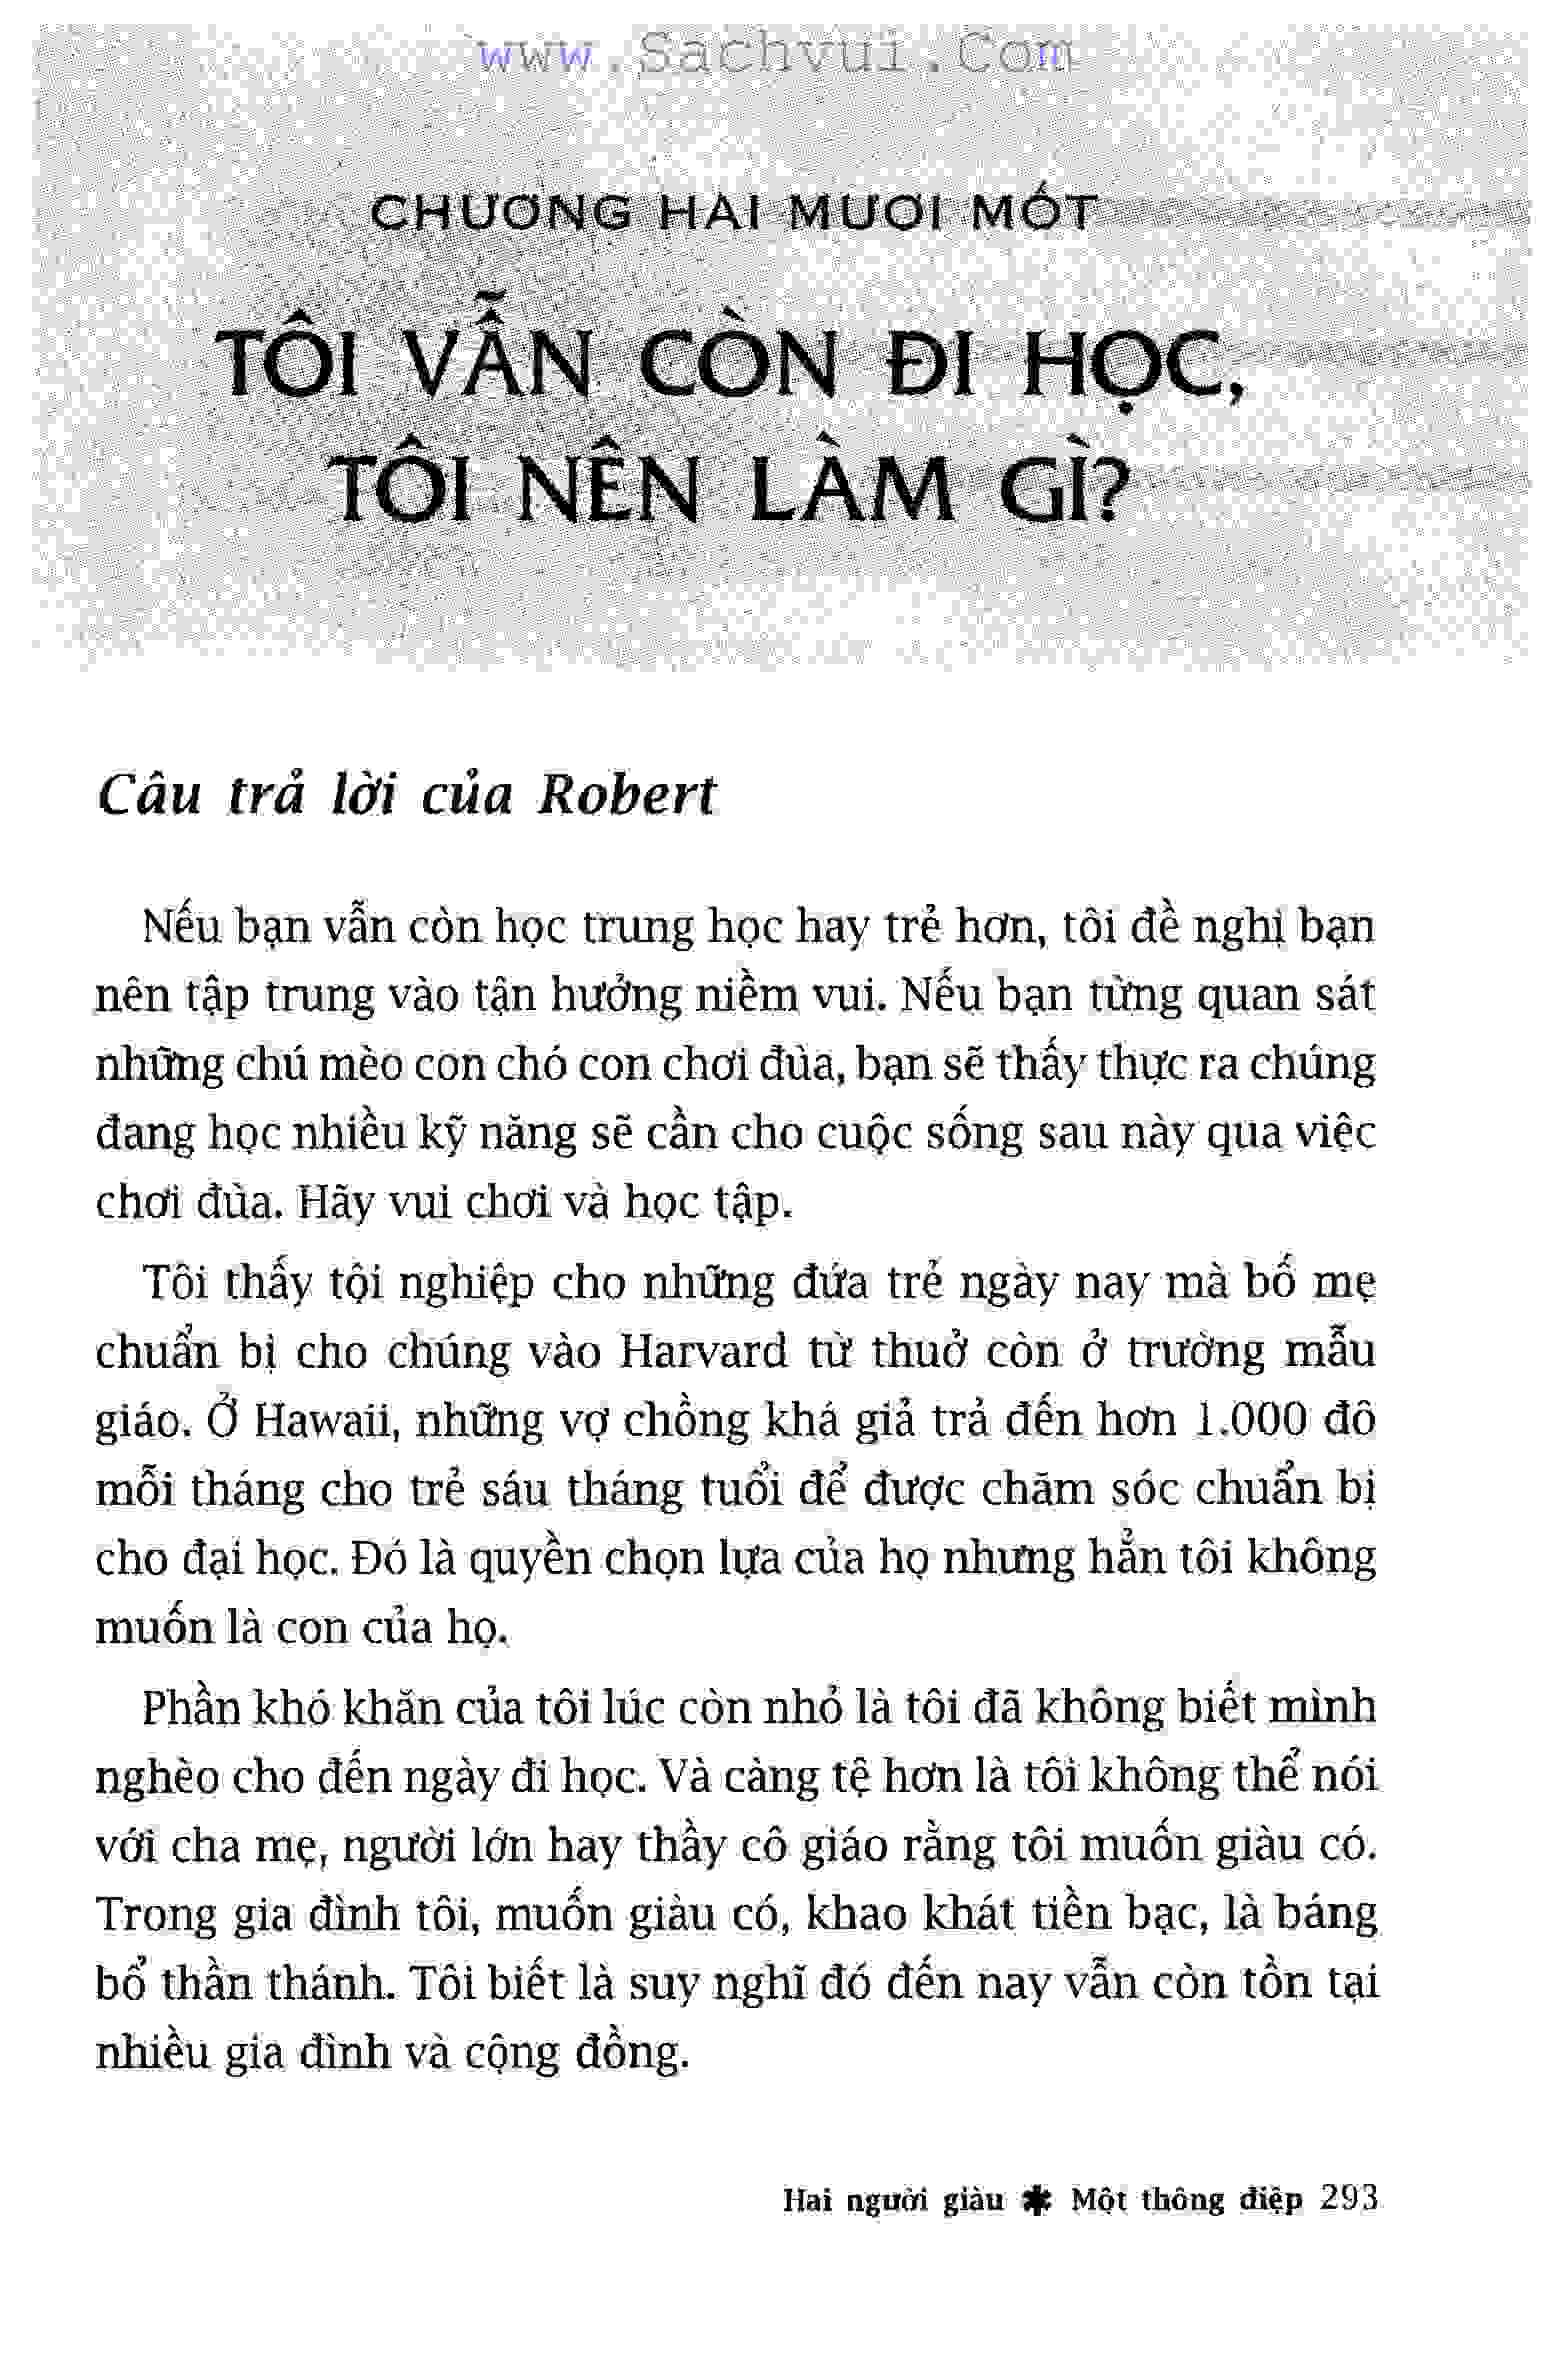 www.Sachvui.Com
CHƯƠNG HAI MƯƠI MỐT
TÔI VẪN CÒN ĐI HỌC,
TÔI NÊN LÀM GÌ?
Câu trả lời của Robert
Nếu bạn vẫn còn học trung học hay trẻ hơn, tôi đề nghị bạn
nên tập trung vào tận hưởng niềm vui. Nếu bạn từng quan sát
những chú mèo con chó con chơi đùa, bạn sẽ thấy thực ra chúng
đang học nhiều kỹ năng sẽ cần cho cuộc sống sau này qua việc
chơi đùa. Hãy vui chơi và học tập.
Tôi thấy tội nghiệp cho những đứa trẻ ngày nay mà bố mẹ
chuẩn bị cho chúng vào Harvard từ thuở còn ở trường mẫu
giáo. Ở Hawaii, những vợ chồng khá giả trả đến hơn 1.000 đô
mỗi tháng cho trẻ sáu tháng tuổi để được chăm sóc chuẩn bị
cho đại học. Đó là quyền chọn lựa của họ nhưng hẳn tôi không
muốn là con của họ.
Phần khó khăn của tôi lúc còn nhỏ là tôi đã không biết mình
nghèo cho đến ngày đi học. Và càng tệ hơn là tôi không thể nói
với cha mẹ, người lớn hay thầy cô giáo rằng tôi muốn giàu có.
Trong gia đình tôi, muốn giàu có, khao khát tiền bạc, là báng
bổ thần thánh. Tôi biết là suy nghĩ đó đến nay vẫn còn tồn tại
nhiều gia đình và cộng đồng.
Hai người giàu ✱ Một thông điệp 293